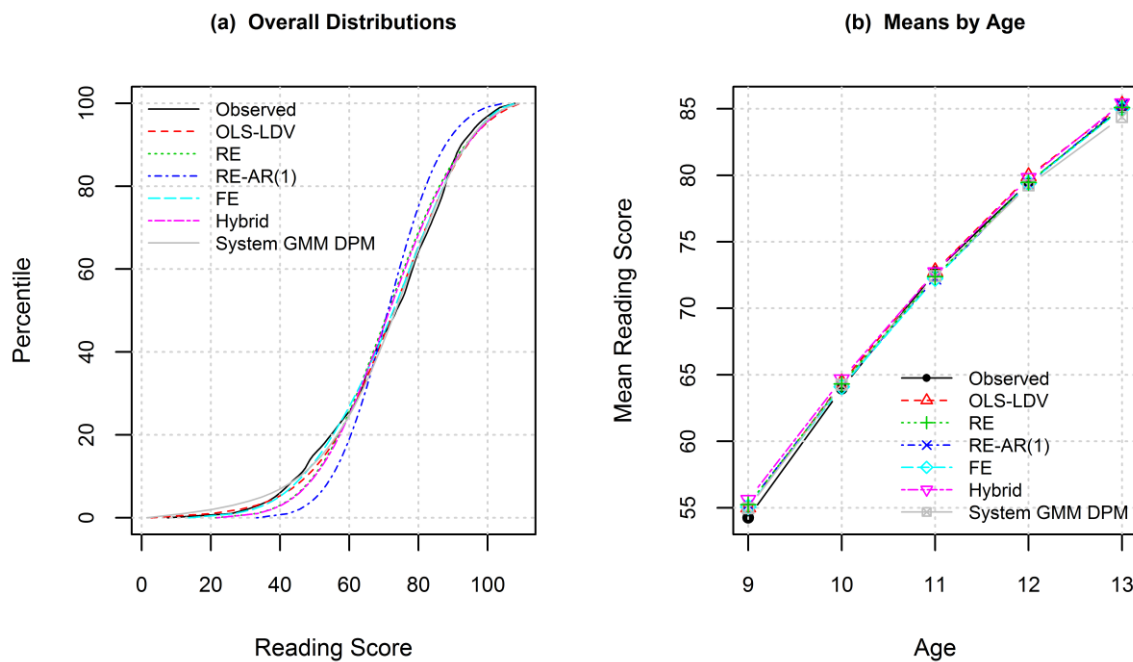 (a) Overall Distributions
Percentile
100
80
60
40
20
0
Observed
OLS-LDV
RE
RE-AR(1)
FE
Hybrid
System GMM DPM
0 20 40 60 80 100
Reading Score
(b) Means by Age
Mean Reading Score
85
80
75
70
65
60
55
Observed
OLS-LDV
RE
RE-AR(1)
FE
Hybrid
System GMM DPM
9 10 11 12 13
Age